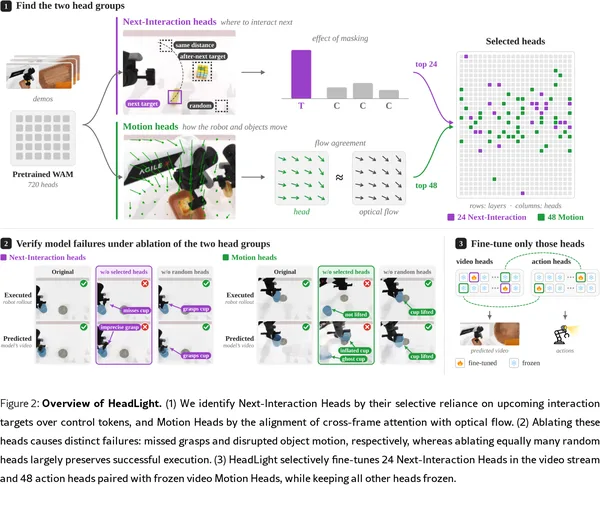 1 Find the two head groups
demos
Pretrained WAM
720 heads
Next-Interaction heads where to interact next
same distance
after-next target
next target
random
effect of masking
T C C C
top 24
Motion heads how the robot and objects move
AGILE
flow agreement
≈
head
optical flow
top 48
Selected heads
rows: layers · columns: heads
24 Next-Interaction
48 Motion
2 Verify model failures under ablation of the two head groups
Next-Interaction heads
Original
w/o selected heads
w/o random heads
Executed
robot rollout
misses cup
grasps cup
Predicted
model's video
imprecise grasp
grasps cup
Motion heads
Original
w/o selected heads
w/o random heads
Executed
robot rollout
not lifted
cup lifted
Predicted
model's video
inflated cup
ghost cup
cup lifted
3 Fine-tune only those heads
video heads
action heads
predicted video
actions
fine-tuned
frozen
Figure 2: Overview of HeadLight. (1) We identify Next-Interaction Heads by their selective reliance on upcoming interaction
targets over control tokens, and Motion Heads by the alignment of cross-frame attention with optical flow. (2) Ablating these
heads causes distinct failures: missed grasps and disrupted object motion, respectively, whereas ablating equally many random
heads largely preserves successful execution. (3) HeadLight selectively fine-tunes 24 Next-Interaction Heads in the video stream
and 48 action heads paired with frozen video Motion Heads, while keeping all other heads frozen.